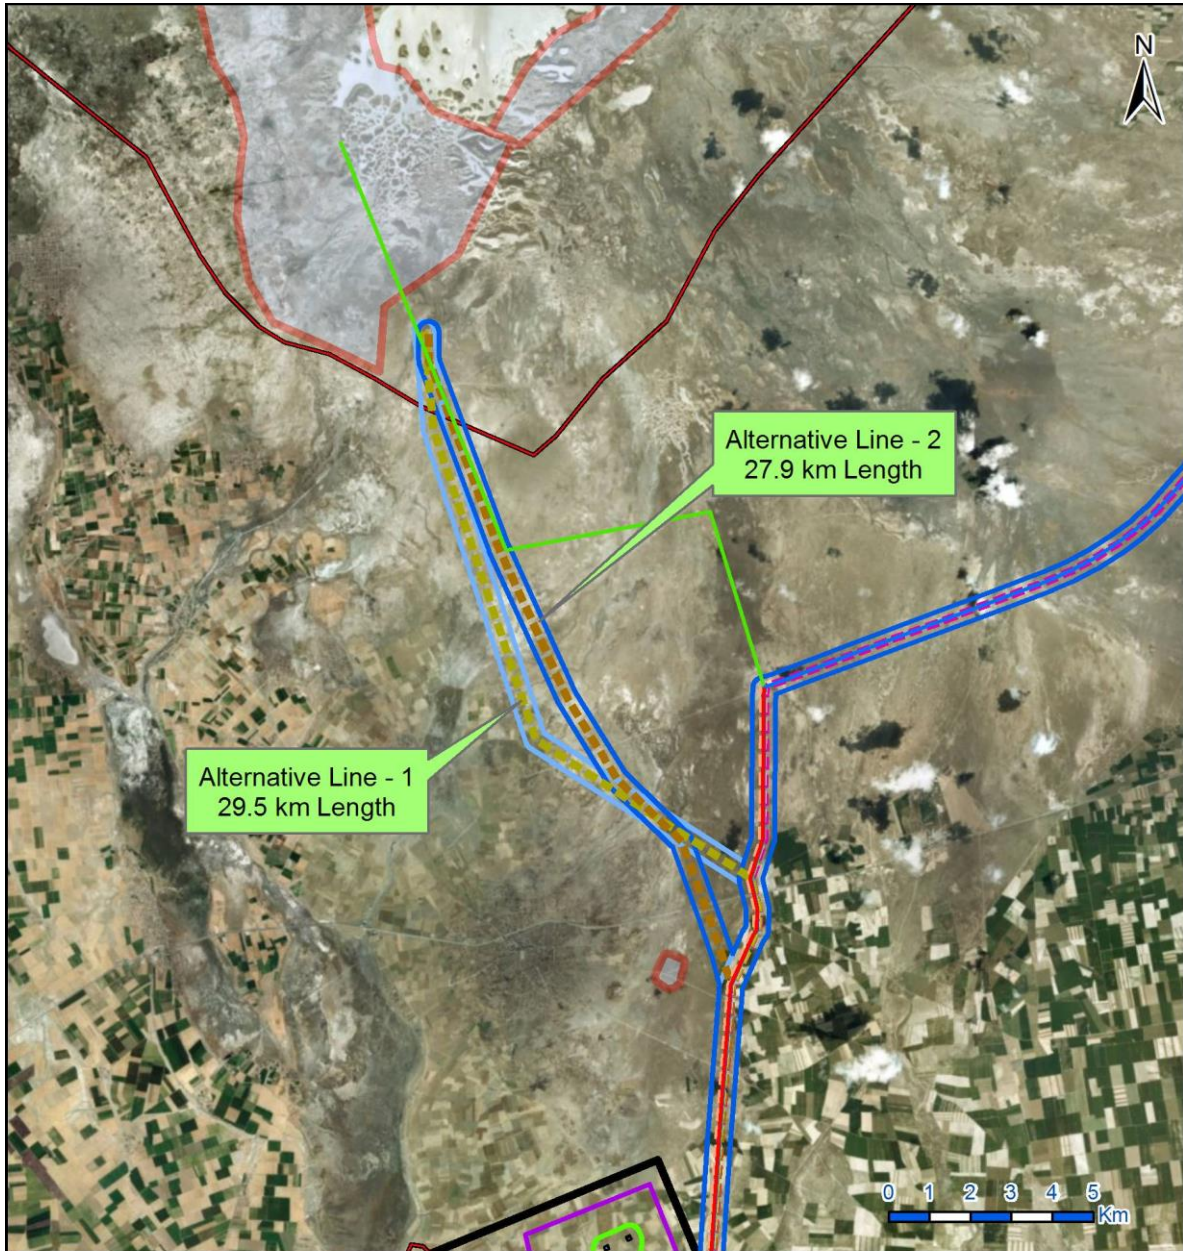 N
Alternative Line - 2
27.9 km Length
Alternative Line - 1
29.5 km Length
0 1 2 3 4 5
Km